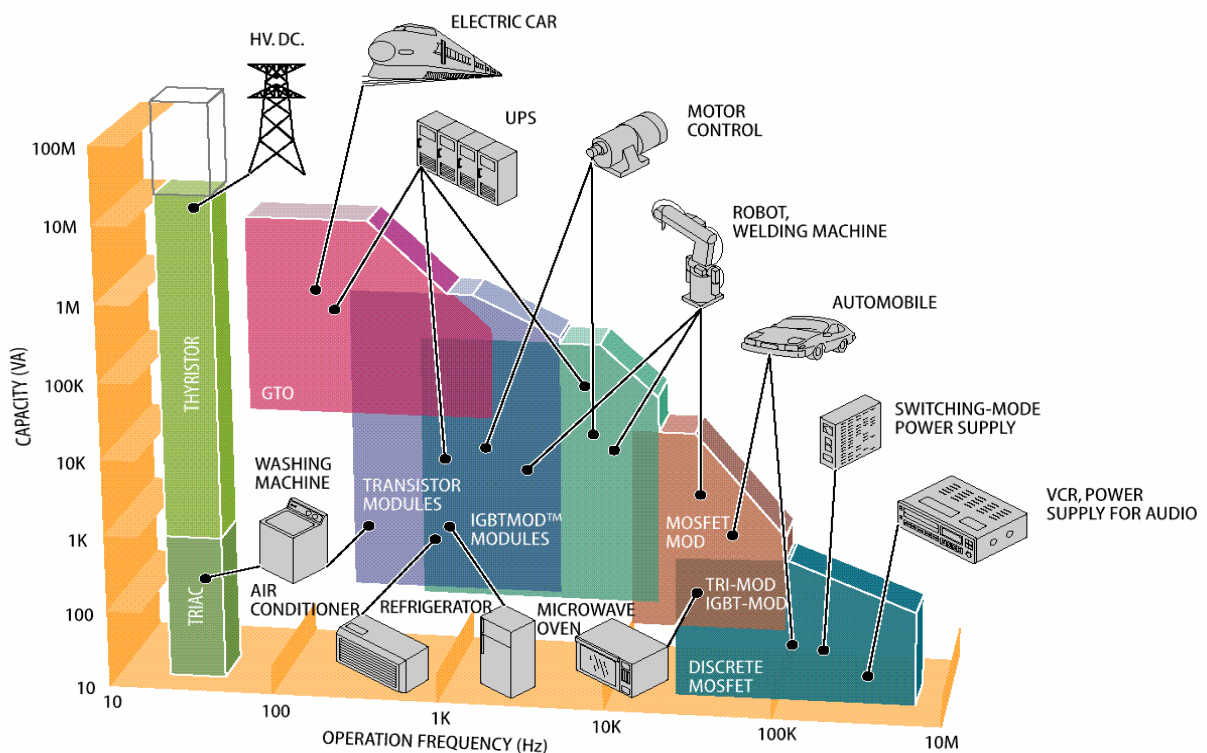 ELECTRIC CAR
HV. DC.
UPS
MOTOR
CONTROL
ROBOT,
WELDING MACHINE
AUTOMOBILE
SWITCHING-MODE
POWER SUPPLY
VCR, POWER
SUPPLY FOR AUDIO
CAPACITY (VA)
100M
10M
1M
100K
10K
1K
100
10
THYRISTOR
TRIAC
GTO
WASHING
MACHINE
TRANSISTOR
MODULES
IGBTMOD™
MODULES
MOSFET
MOD
TRI-MOD
IGBT-MOD
DISCRETE
MOSFET
AIR
CONDITIONER
REFRIGERATOR
MICROWAVE
OVEN
10
100
1K
10K
100K
10M
OPERATION FREQUENCY (Hz)